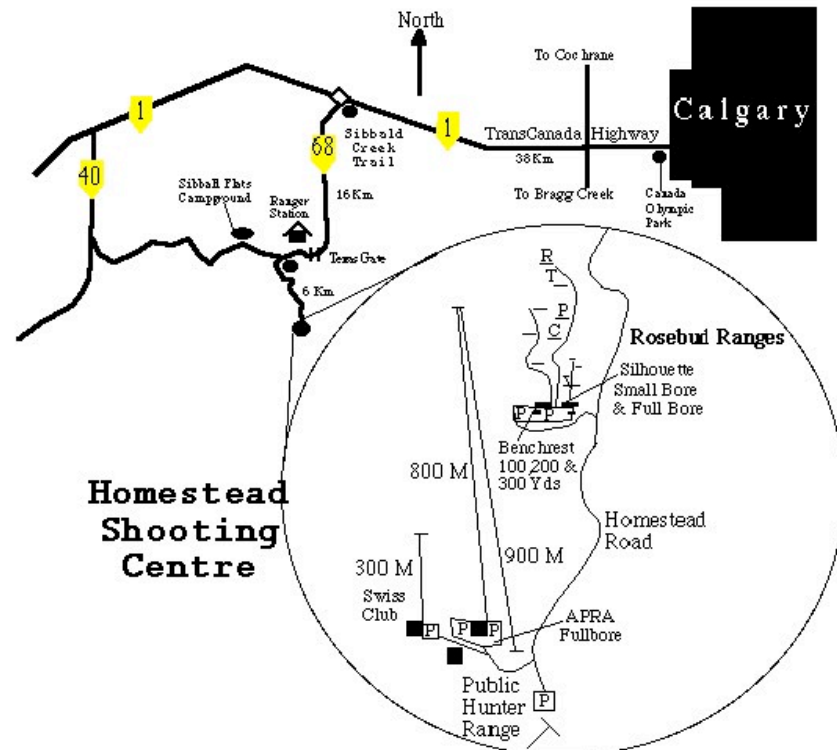 North
To Cochrane
Calgary
1
1
TransCanada Highway
38Km
Sibbald
Creek
Trail
68
40
16 Km
To Bragg Creek
Canada
Olympic
Park
Sibball Flats
Campground
Ranger
Station
Texas Gate
6 Km
R
T
P
C
Rosebud Ranges
Silhouette
Small Bore
& Full Bore
P
P
Benchrest
100,200 &
300 Yds
800 M
Homestead
Shooting
Centre
Homestead
Road
900 M
300 M
Swiss
Club
P
P
P
APRA
Fullbore
Public
Hunter
Range
P